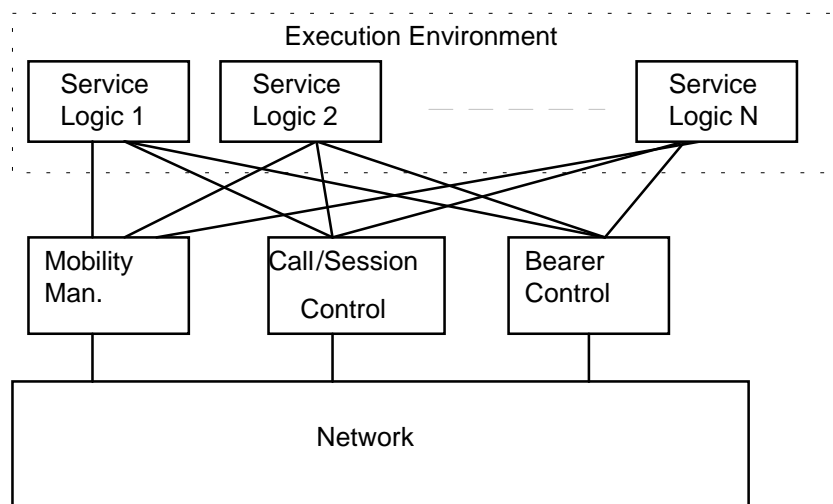 Execution Environment
Service
Logic 1
Service
Logic 2
Service
Logic N
Mobility
Man.
Call/Session
Control
Bearer
Control
Network